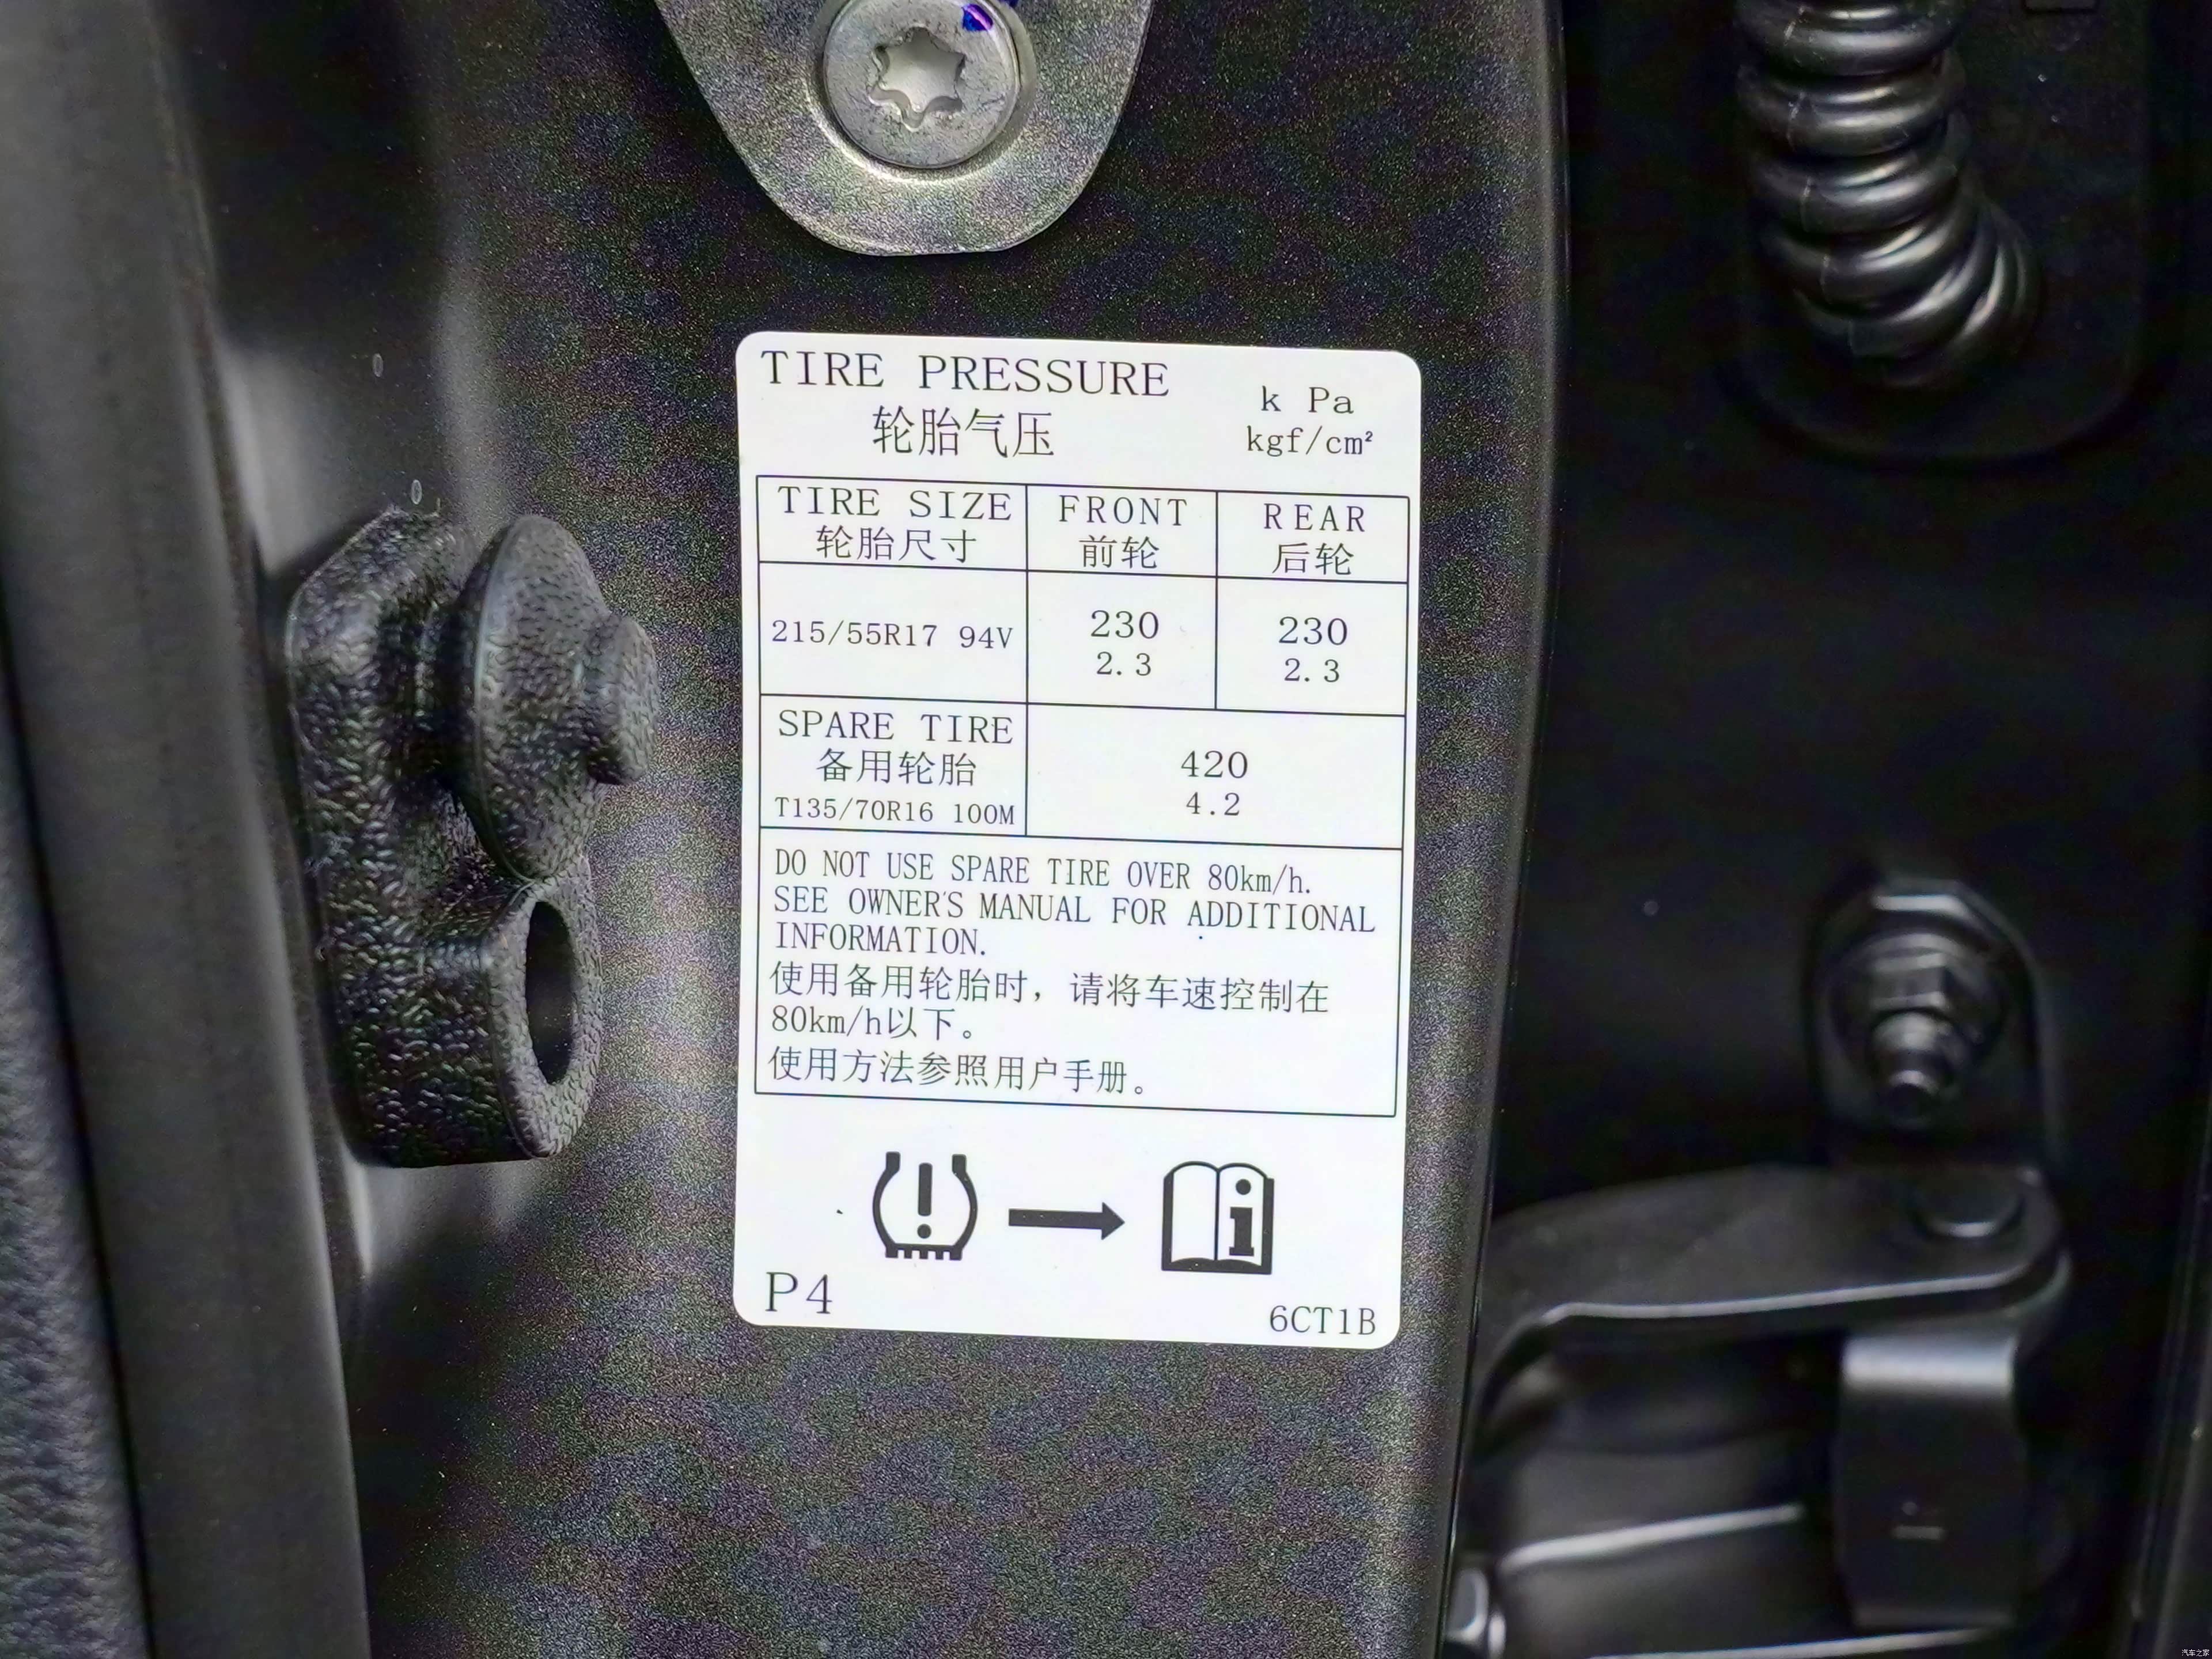 TIRE PRESSURE
轮胎气压
k Pa
kgf/cm²
TIRE SIZE
轮胎尺寸
FRONT
前轮
REAR
后轮
215/55R17 94V
230
2.3
230
2.3
SPARE TIRE
备用轮胎
T135/70R16 100M
420
4.2
DO NOT USE SPARE TIRE OVER 80km/h.
SEE OWNER'S MANUAL FOR ADDITIONAL
INFORMATION.
使用备用轮胎时，请将车速控制在
80km/h以下。
使用方法参照用户手册。
P4
6CT1B
汽车之家